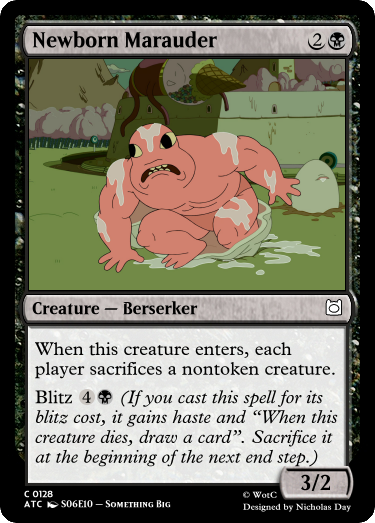 Newborn Marauder 2
Creature — Berserker
When this creature enters, each
player sacrifices a nontoken creature.
Blitz 4 (If you cast this spell for its
blitz cost, it gains haste and “When this
creature dies, draw a card”. Sacrifice it
at the beginning of the next end step.)
3/2
C 0128
ATC S06E10 — Something Big
© WotC
Designed by Nicholas Day